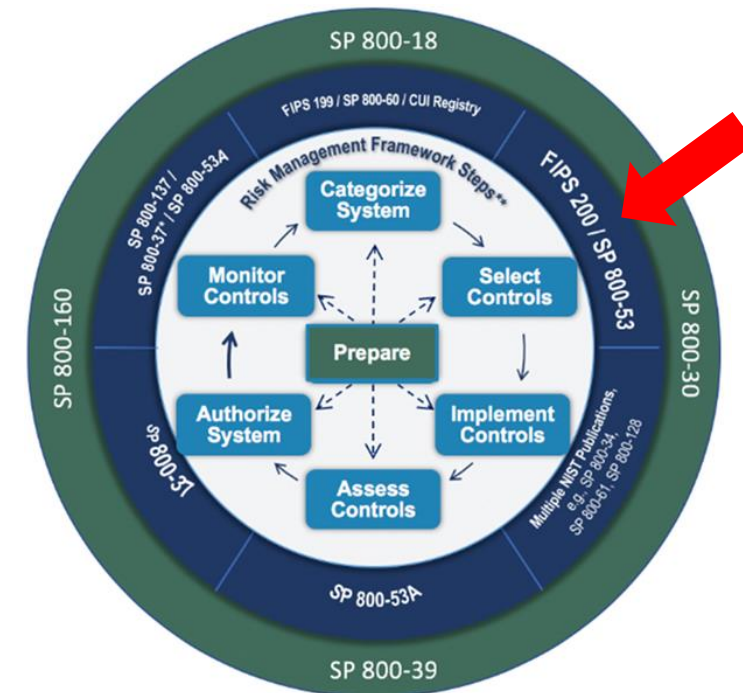 SP 800-18
FIPS 199 / SP 800-60 / CUI Registry
FIPS 200 / SP 800-53
SP 800-30
Multiple NIST Publications,
e.g., SP 800-34,
SP 800-61, SP 800-128
SP 800-53A
SP 800-39
SP 800-37
SP 800-160
SP 800-137 /
SP 800-37* / SP 800-53A
Risk Management Framework Steps**
Categorize
System
Select
Controls
Implement
Controls
Assess
Controls
Authorize
System
Monitor
Controls
Prepare